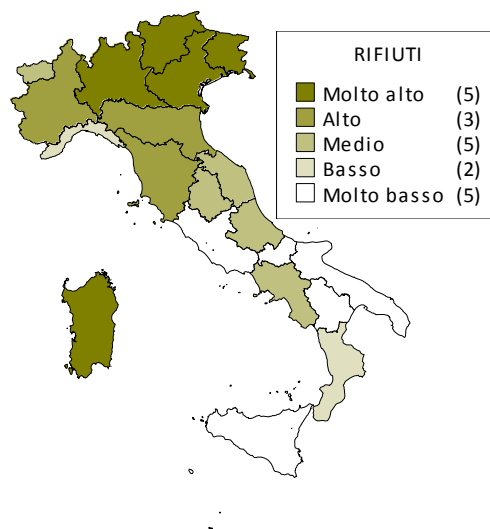 RIFIUTI
Molto alto (5)
Alto (3)
Medio (5)
Basso (2)
Molto basso (5)